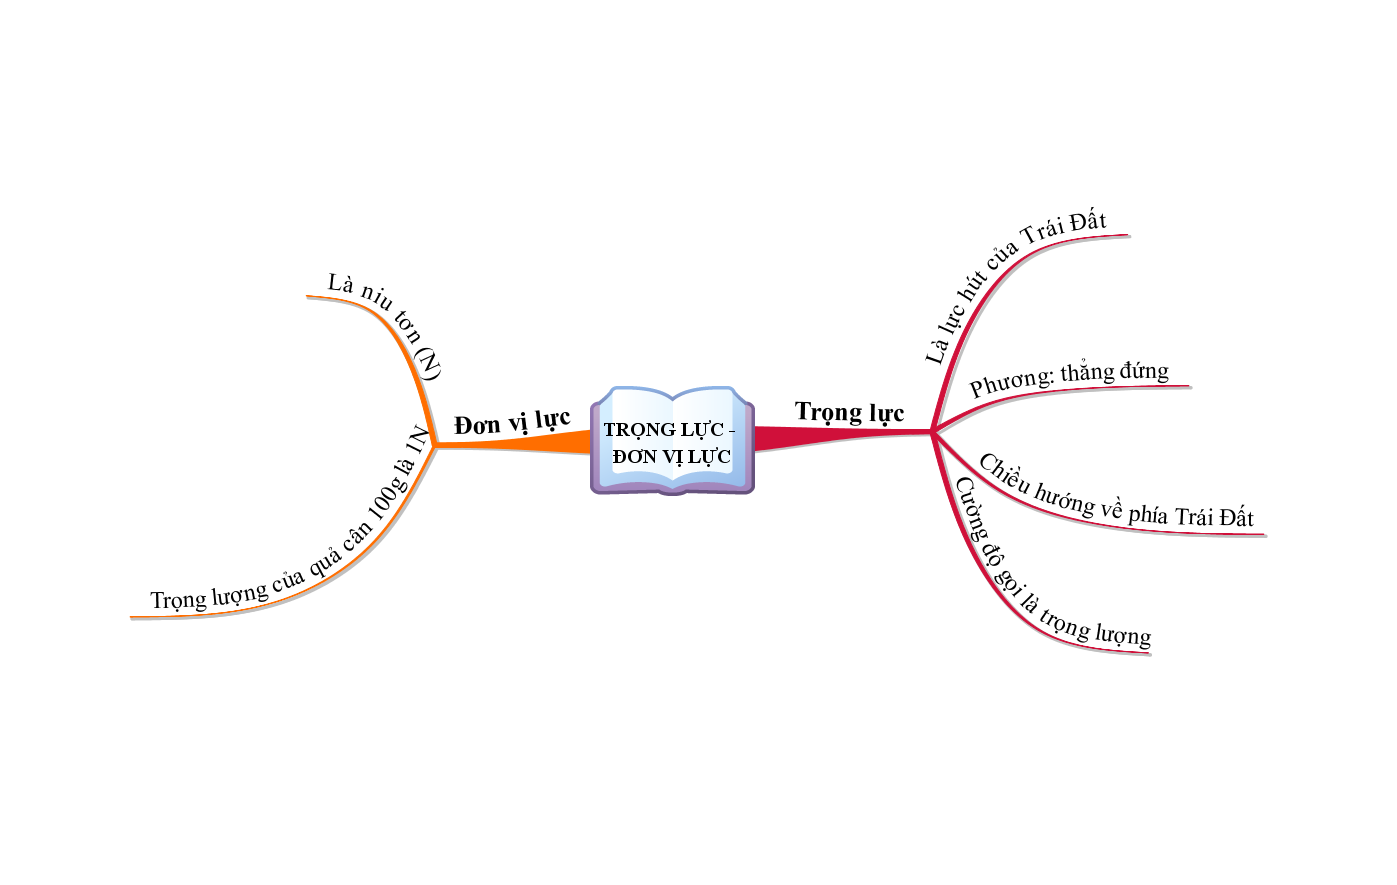 TRỌNG LỰC -
ĐƠN VỊ LỰC
Trọng lực
Là lực hút của Trái Đất
Phương: thẳng đứng
Chiều hướng về phía Trái Đất
Cường độ gọi là trọng lượng
Đơn vị lực
Là niu tơn (N)
Trọng lượng của quả cân 100g là 1N